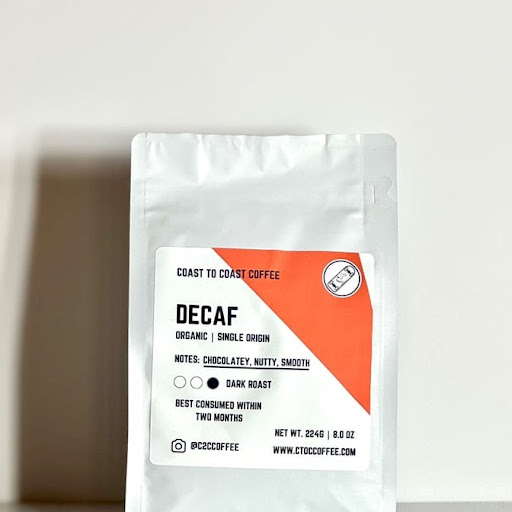 COAST TO COAST COFFEE
DECAF
ORGANIC | SINGLE ORIGIN
NOTES: CHOCOLATEY, NUTTY, SMOOTH
DARK ROAST
BEST CONSUMED WITHIN
TWO MONTHS
NET WT. 224G | 8.0 OZ
@C2CCOFFEE
WWW.CTOCCOFFEE.COM